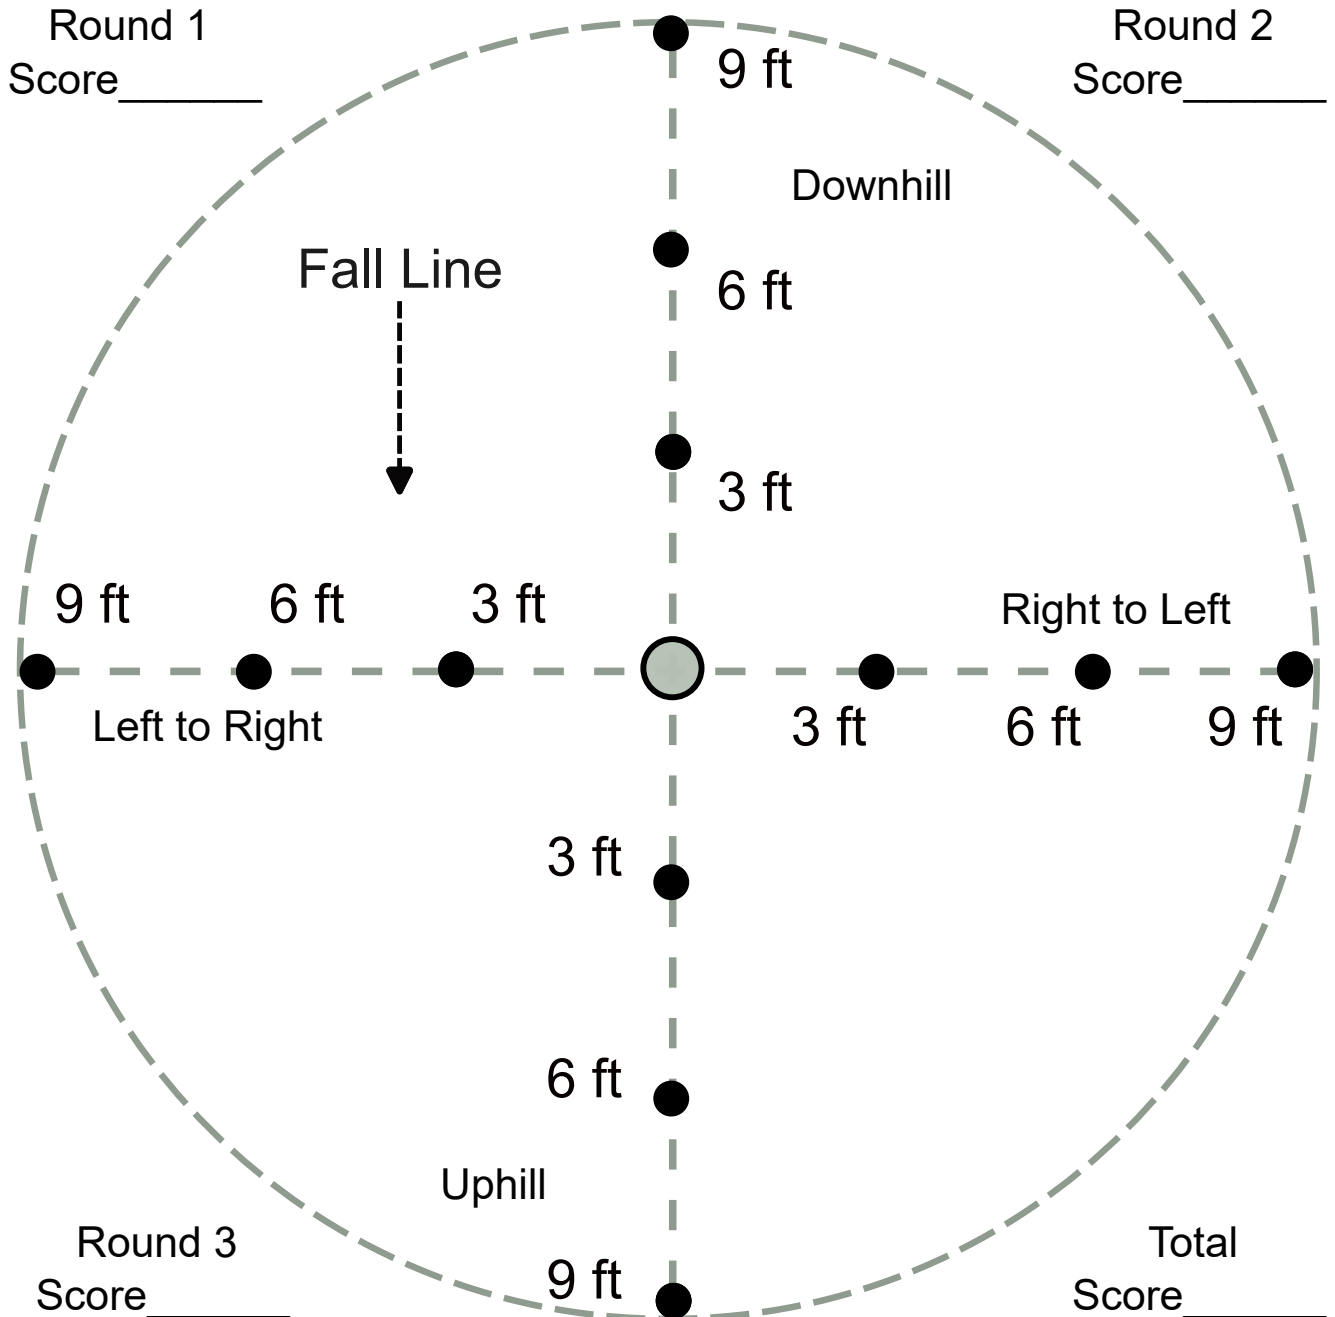 Round 1
Score______
Round 2
Score______
9 ft
Downhill
Fall Line
6 ft
3 ft
9 ft
6 ft
3 ft
Right to Left
Left to Right
3 ft
6 ft
9 ft
3 ft
6 ft
Uphill
9 ft
Round 3
Score______
Total
Score______